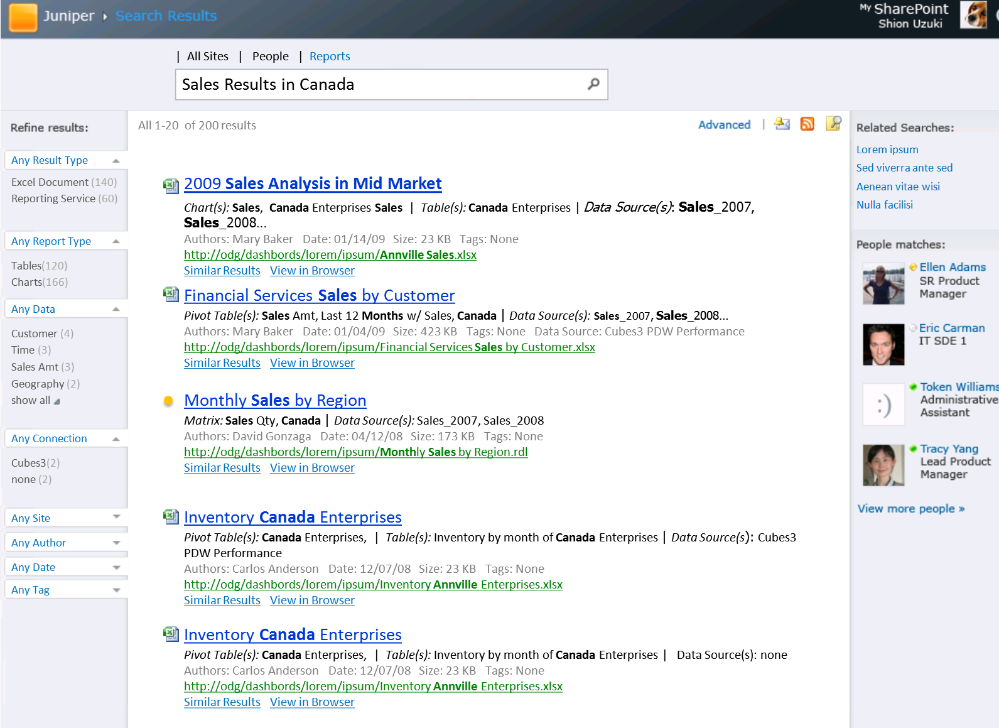 Juniper Search Results
My SharePoint
Shion Uzuki
| All Sites | People | Reports
Sales Results in Canada
Refine results:
Any Result Type
Excel Document (140)
Reporting Service (60)
Any Report Type
Tables(120)
Charts(166)
Any Data
Customer (4)
Time (3)
Sales Amt (3)
Geography (2)
show all
Any Connection
Cubes3(2)
none (2)
Any Site
Any Author
Any Date
Any Tag
All 1-20 of 200 results
Advanced |
2009 Sales Analysis in Mid Market
Chart(s): Sales, Canada Enterprises Sales | Table(s): Canada Enterprises | Data Source(s): Sales_2007,
Sales_2008...
Authors: Mary Baker Date: 01/14/09 Size: 23 KB Tags: None
http://odg/dashbords/lorem/ipsum/Annville Sales.xlsx
Similar Results View in Browser
Financial Services Sales by Customer
Pivot Table(s): Sales Amt, Last 12 Months w/ Sales, Canada | Data Source(s): Sales_2007, Sales_2008...
Authors: Mary Baker Date: 01/04/09 Size: 423 KB Tags: None Data Source: Cubes3 PDW Performance
http://odg/dashbords/lorem/ipsum/Financial Services Sales by Customer.xlsx
Similar Results View in Browser
Monthly Sales by Region
Matrix: Sales Qty, Canada | Data Source(s): Sales_2007, Sales_2008
Authors: David Gonzaga Date: 04/12/08 Size: 173 KB Tags: None
http://odg/dashbords/lorem/ipsum/Monthly Sales by Region.rdl
Similar Results View in Browser
Inventory Canada Enterprises
Pivot Table(s): Canada Enterprises, | Table(s): Inventory by month of Canada Enterprises | Data Source(s): Cubes3
PDW Performance
Authors: Carlos Anderson Date: 12/07/08 Size: 23 KB Tags: None
http://odg/dashbords/lorem/ipsum/Inventory Annville Enterprises.xlsx
Similar Results View in Browser
Inventory Canada Enterprises
Pivot Table(s): Canada Enterprises, | Table(s): Inventory by month of Canada Enterprises | Data Source(s): none
Authors: Carlos Anderson Date: 12/07/08 Size: 23 KB Tags: None
http://odg/dashbords/lorem/ipsum/Inventory Annville Enterprises.xlsx
Similar Results View in Browser
Related Searches:
Lorem ipsum
Sed viverra ante sed
Aenean vitae wisi
Nulla facilisi
People matches:
Ellen Adams
SR Product
Manager
Eric Carman
IT SDE 1
:)
Token Williams
Administrative
Assistant
Tracy Yang
Lead Product
Manager
View more people »